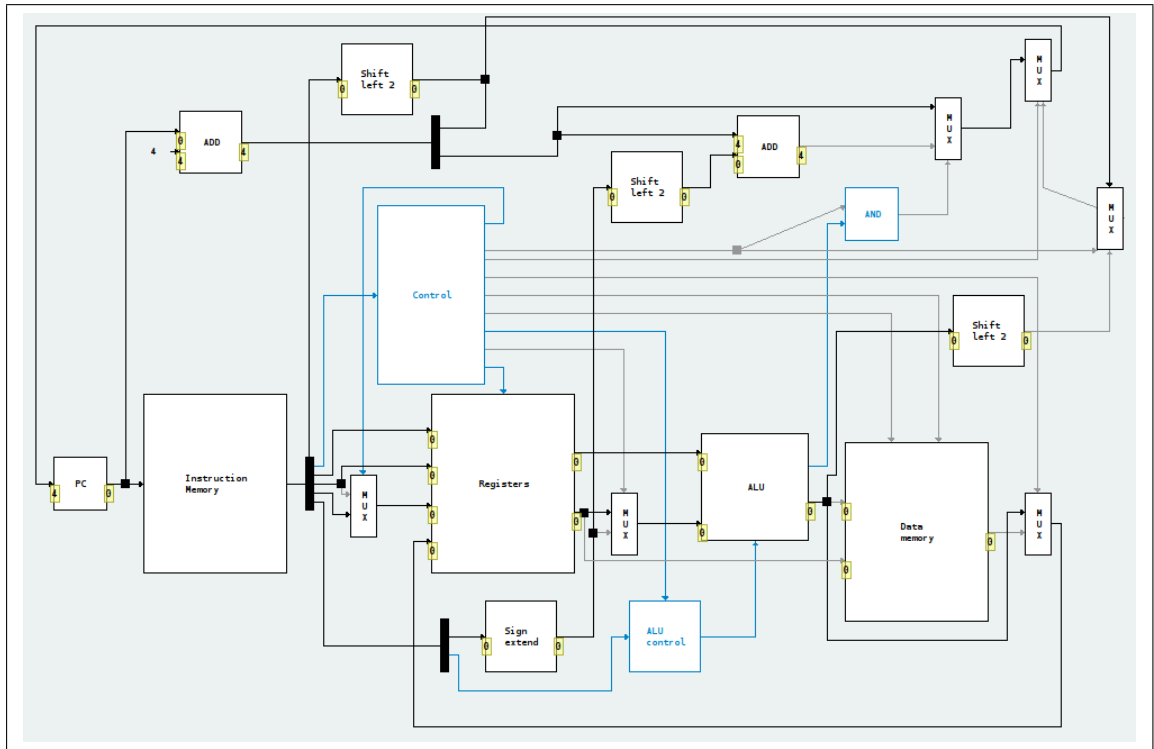 M
U
X
Shift
left 2
0
0
ADD
0
4
4
4
M
U
X
ADD
4
0
4
Shift
left 2
0
0
AND
M
U
X
Control
Shift
left 2
0
0
PC
4
0
Instruction
Memory
M
U
X
Registers
0
0
0
0
0
0
M
U
X
ALU
0
0
0
Data
memory
0
0
0
M
U
X
Sign
extend
0
0
ALU
control